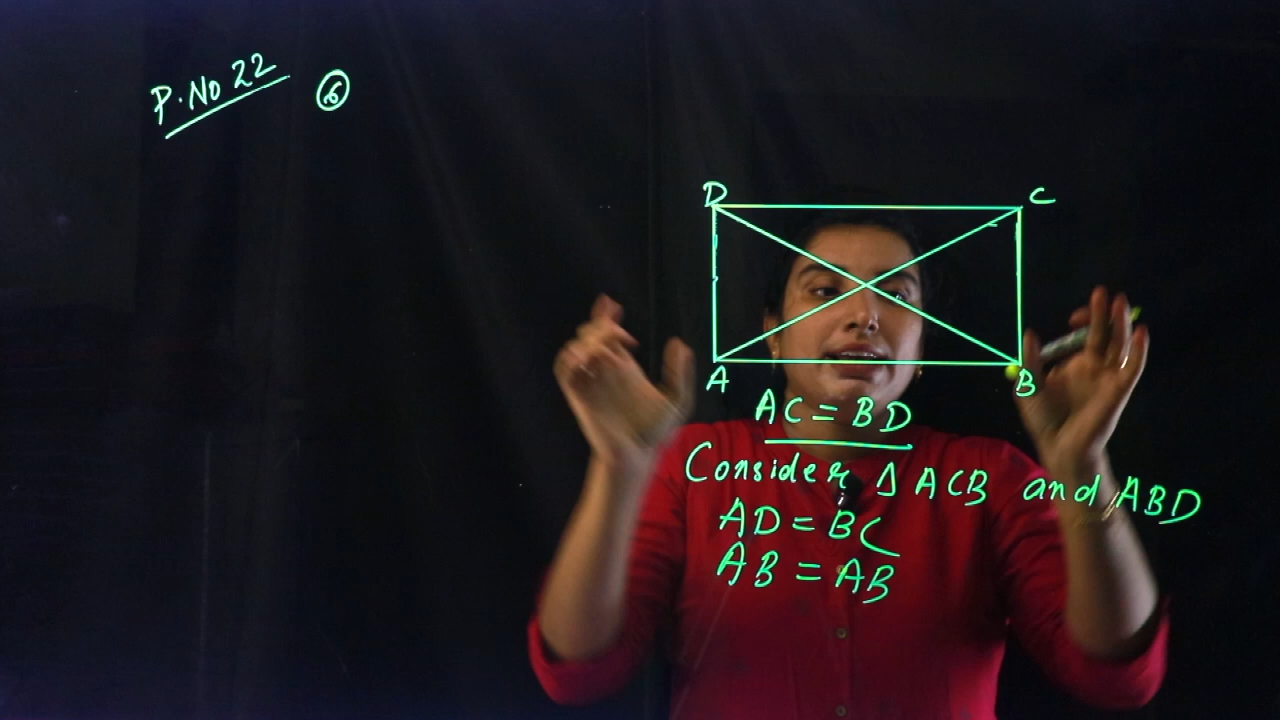 P.No 22 6
D C
A B
AC = BD
Consider Δ ACB and ABD
AD = BC
AB = AB